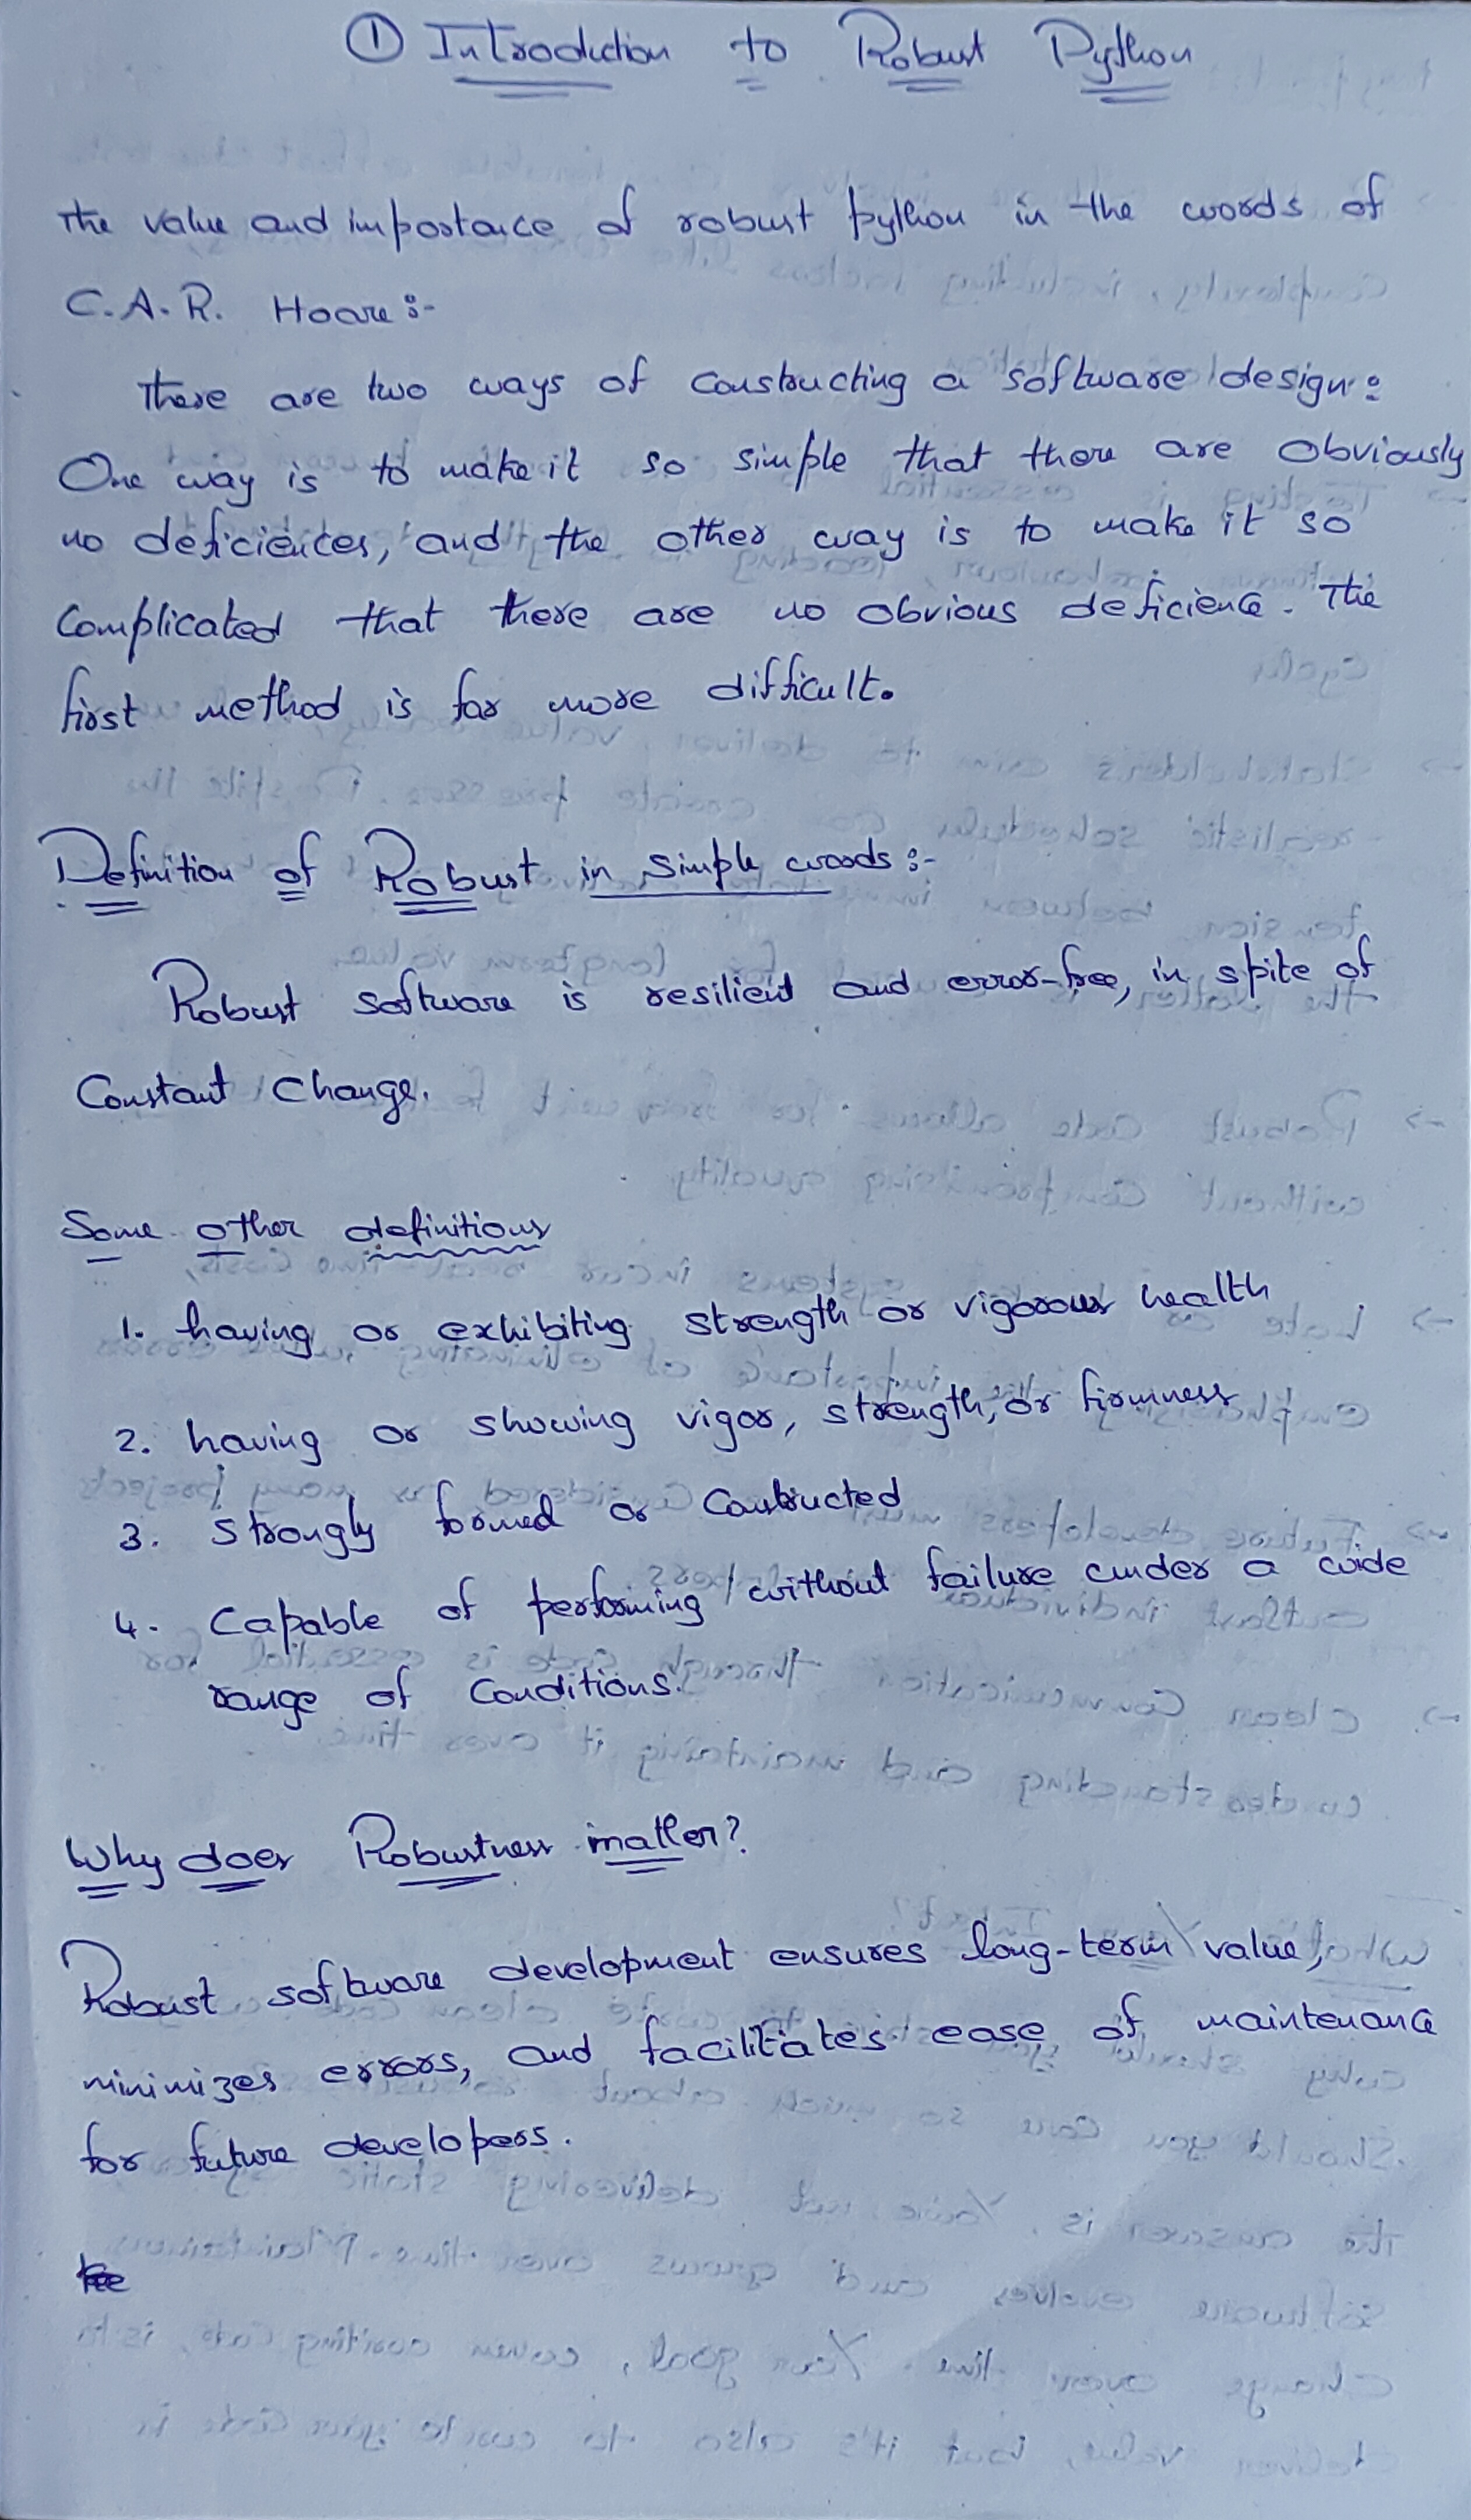 ① Introduction to Robust Python
The value and importance of robust python in the words of
C.A.R. Hoare :-
There are two ways of constructing a software design :
One way is to make it so simple that there are obviously
no deficiences, and the other way is to make it so
complicated that there are no obvious deficience. The
first method is far more difficult.
Definition of Robust in simple words :-
Robust software is resilient and error-free, in spite of
Constant Change.
Some other definitions
1. having or exhibiting strength or vigorous health
2. having or showing vigor, strength, or firmness
3. Strongly formed or Constructed
4. Capable of performing without failure under a wide
range of Conditions.
Why does Robustness matter?
Robust software development ensures long-term value,
minimizes errors, and facilitates ease of maintenance
for future developers.